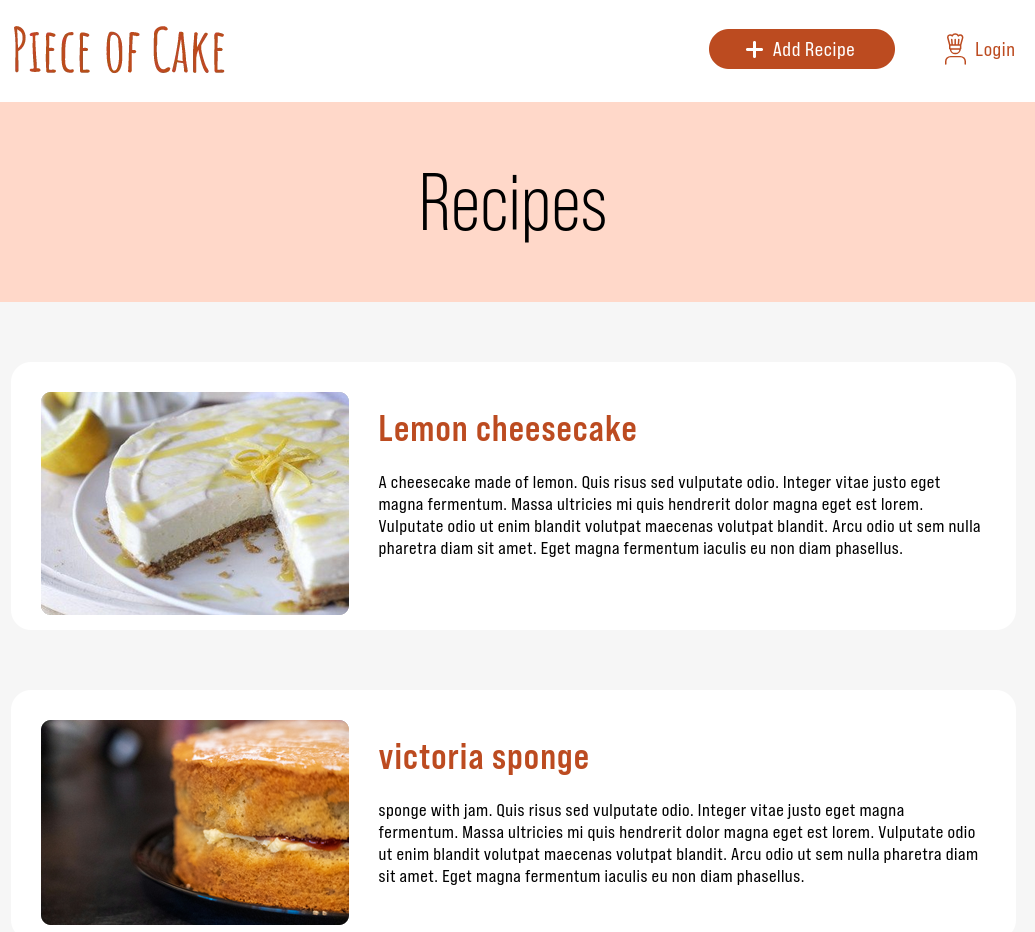 Piece of Cake
Add Recipe
Login
Recipes
Lemon cheesecake
A cheesecake made of lemon. Quis risus sed vulputate odio. Integer vitae justo eget
magna fermentum. Massa ultricies mi quis hendrerit dolor magna eget est lorem.
Vulputate odio ut enim blandit volutpat maecenas volutpat blandit. Arcu odio ut sem nulla
pharetra diam sit amet. Eget magna fermentum iaculis eu non diam phasellus.
victoria sponge
sponge with jam. Quis risus sed vulputate odio. Integer vitae justo eget magna
fermentum. Massa ultricies mi quis hendrerit dolor magna eget est lorem. Vulputate odio
ut enim blandit volutpat maecenas volutpat blandit. Arcu odio ut sem nulla pharetra diam
sit amet. Eget magna fermentum iaculis eu non diam phasellus.